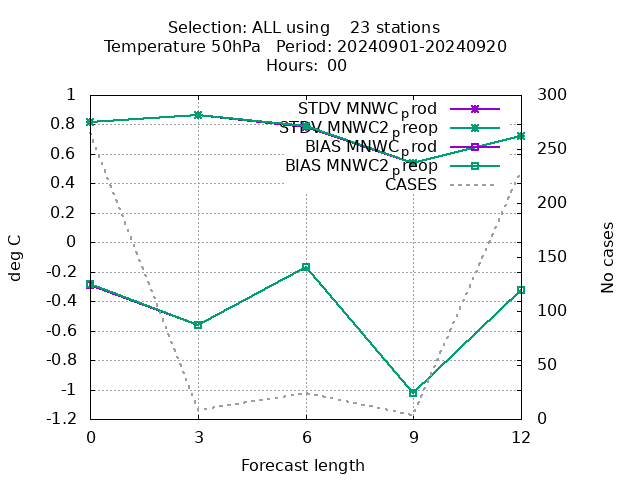 Selection: ALL using    23 stations
Temperature 50hPa   Period: 20240901-20240920
Hours:  00
1
0.8
0.6
0.4
0.2
0
-0.2
-0.4
-0.6
-0.8
-1
-1.2
deg C
STDV MNWC_prod
STDV MNWC2_preop
BIAS MNWC_prod
BIAS MNWC2_preop
CASES
300
250
200
150
100
50
0
No cases
0 3 6 9 12
Forecast length